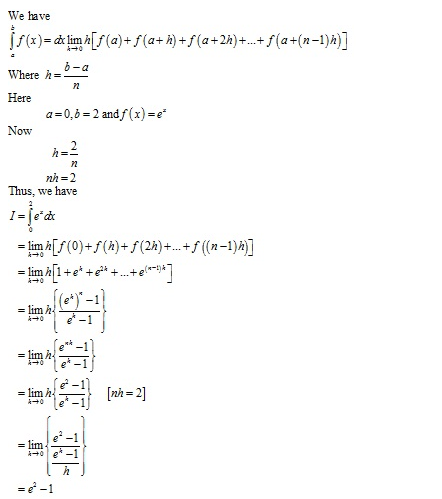 We have
∫_a^b f(x) = dx lim_{h→0} h[f(a)+f(a+h)+f(a+2h)+...+f(a+(n−1)h)]
Where h = (b−a)/n
Here
a=0,b=2 and f(x)=e^x
Now
h = 2/n
nh=2
Thus, we have
I = ∫_0^2 e^x dx
= lim_{h→0} h[f(0)+f(h)+f(2h)+...+f((n−1)h)]
= lim_{h→0} h[1+e^h+e^{2h}+...+e^{(n−1)h}]
= lim_{h→0} h{((e^h)^n −1)/(e^h −1)}
= lim_{h→0} h{(e^{nh} −1)/(e^h −1)}
= lim_{h→0} h{(e^2 −1)/(e^h −1)} [nh=2]
= lim_{h→0} {(e^2 −1)/((e^h −1)/h)}
= e^2 −1